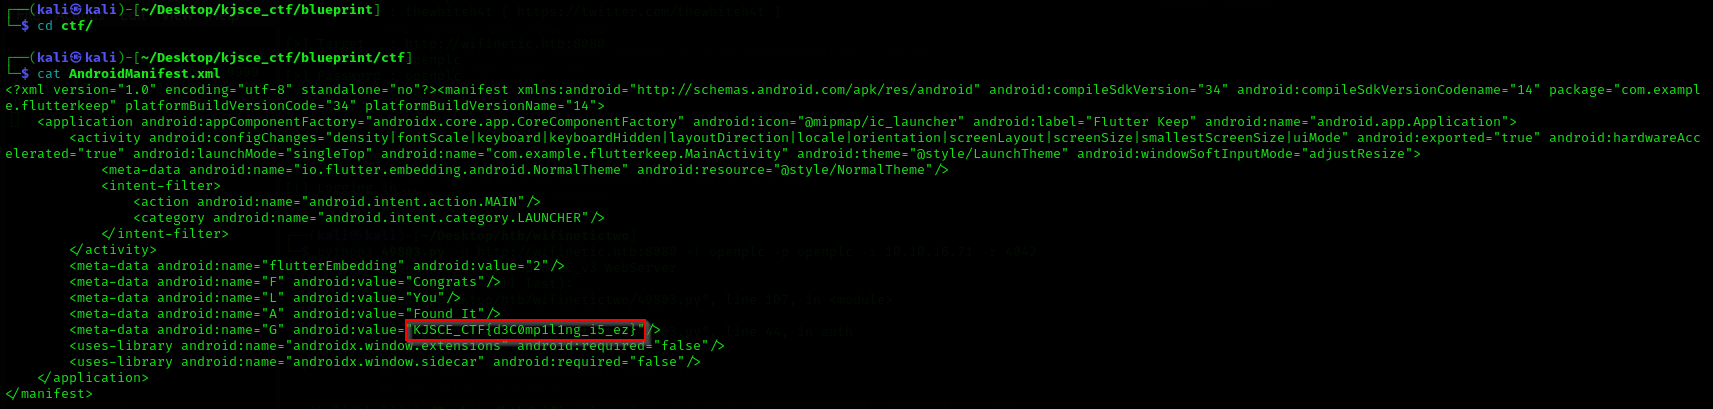 ┌──(kali㉿kali)-[~/Desktop/kjsce_ctf/blueprint]
└─$ cd ctf/
┌──(kali㉿kali)-[~/Desktop/kjsce_ctf/blueprint/ctf]
└─$ cat AndroidManifest.xml
<?xml version="1.0" encoding="utf-8" standalone="no"?><manifest xmlns:android="http://schemas.android.com/apk/res/android" android:compileSdkVersion="34" android:compileSdkVersionCodename="14" package="com.exampl
e.flutterkeep" platformBuildVersionCode="34" platformBuildVersionName="14">
    <application android:appComponentFactory="androidx.core.app.CoreComponentFactory" android:icon="@mipmap/ic_launcher" android:label="Flutter Keep" android:name="android.app.Application">
        <activity android:configChanges="density|fontScale|keyboard|keyboardHidden|layoutDirection|locale|orientation|screenLayout|screenSize|smallestScreenSize|uiMode" android:exported="true" android:hardwareAcc
elerated="true" android:launchMode="singleTop" android:name="com.example.flutterkeep.MainActivity" android:theme="@style/LaunchTheme" android:windowSoftInputMode="adjustResize">
            <meta-data android:name="io.flutter.embedding.android.NormalTheme" android:resource="@style/NormalTheme"/>
            <intent-filter>
                <action android:name="android.intent.action.MAIN"/>
                <category android:name="android.intent.category.LAUNCHER"/>
            </intent-filter>
        </activity>
        <meta-data android:name="flutterEmbedding" android:value="2"/>
        <meta-data android:name="F" android:value="Congrats"/>
        <meta-data android:name="L" android:value="You"/>
        <meta-data android:name="A" android:value="Found It"/>
        <meta-data android:name="G" android:value="KJSCE_CTF{d3C0mp1l1ng_i5_ez}"/>
        <uses-library android:name="androidx.window.extensions" android:required="false"/>
        <uses-library android:name="androidx.window.sidecar" android:required="false"/>
    </application>
</manifest>